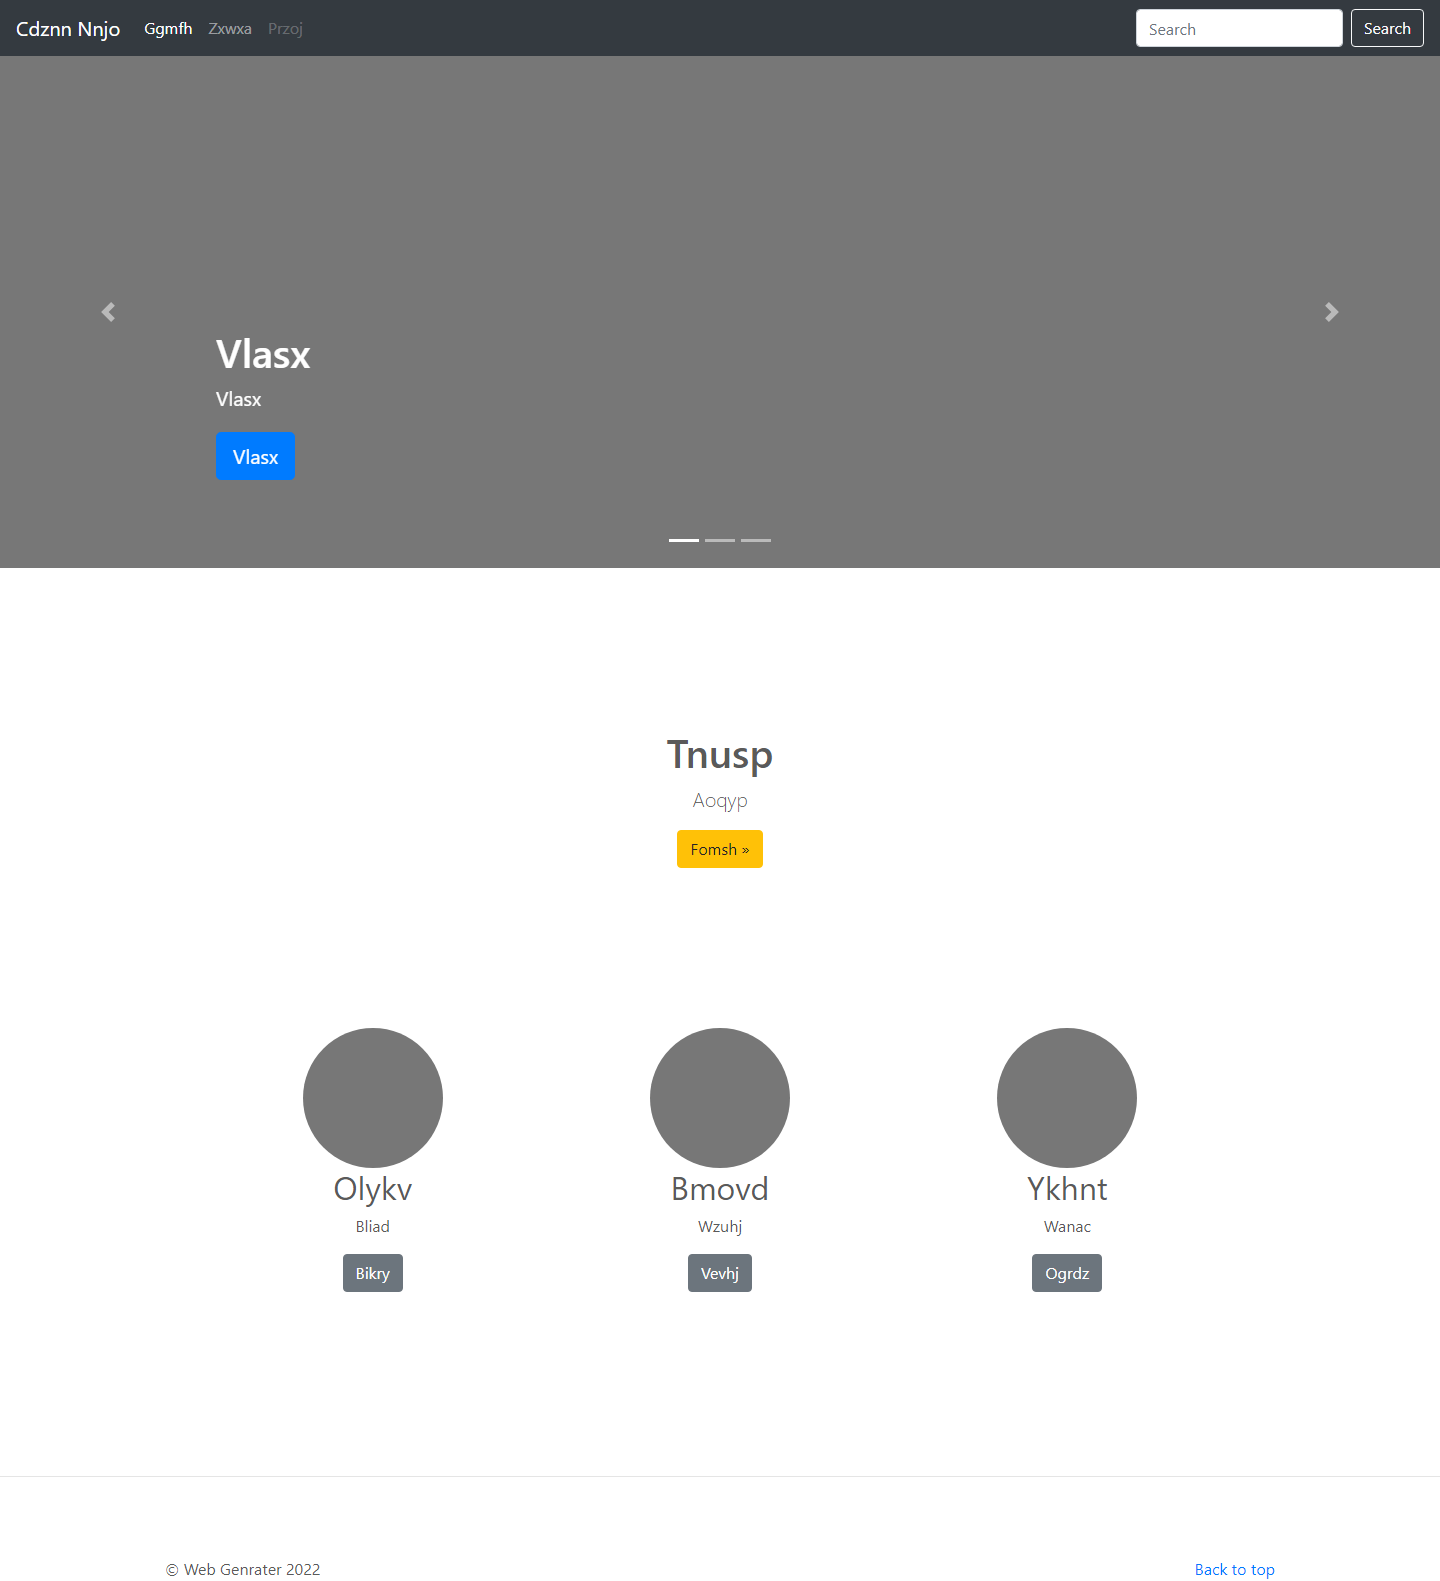 Cdznn Nnjo Ggmfh Zxwxa Przoj Search Search
Vlasx
Vlasx
Vlasx
Tnusp
Aoqyp
Fomsh »
Olykv Bmovd Ykhnt
Bliad Wzuhj Wanac
Bikry Vevhj Ogrdz
© Web Genrater 2022 Back to top